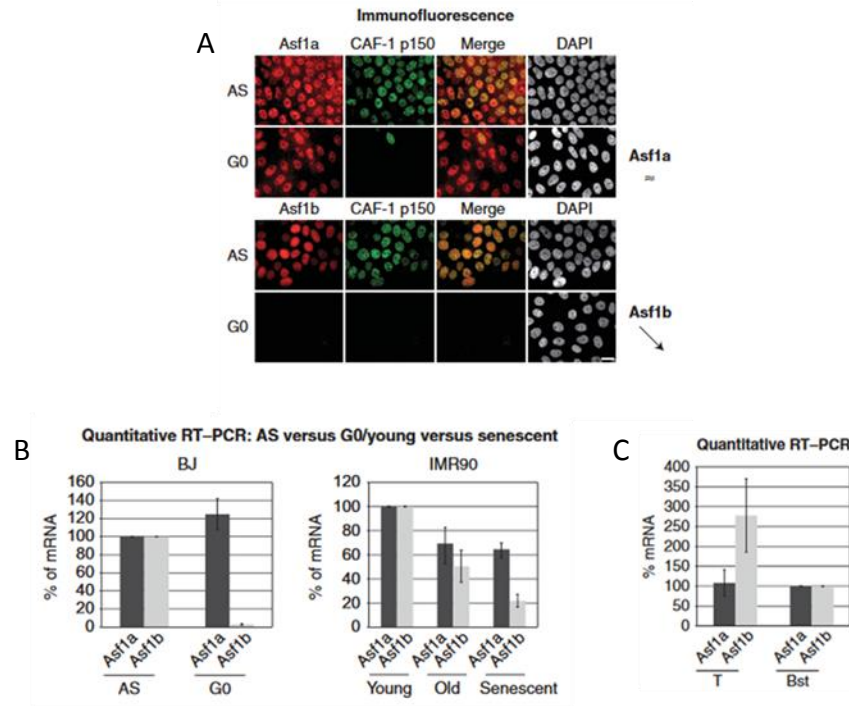 Immunofluorescence
A
Asf1a CAF-1 p150 Merge DAPI
AS
G0
Asf1a
≈
Asf1b CAF-1 p150 Merge DAPI
AS
G0
Asf1b
B
Quantitative RT–PCR: AS versus G0/young versus senescent
BJ
% of mRNA
160
140
120
100
80
60
40
20
0
Asf1a Asf1b Asf1a Asf1b
AS G0
IMR90
% of mRNA
120
100
80
60
40
20
0
Asf1a Asf1b Asf1a Asf1b Asf1a Asf1b
Young Old Senescent
C
Quantitative RT–PCR
% mRNA
400
350
300
250
200
150
100
50
0
Asf1a Asf1b Asf1a Asf1b
T Bst